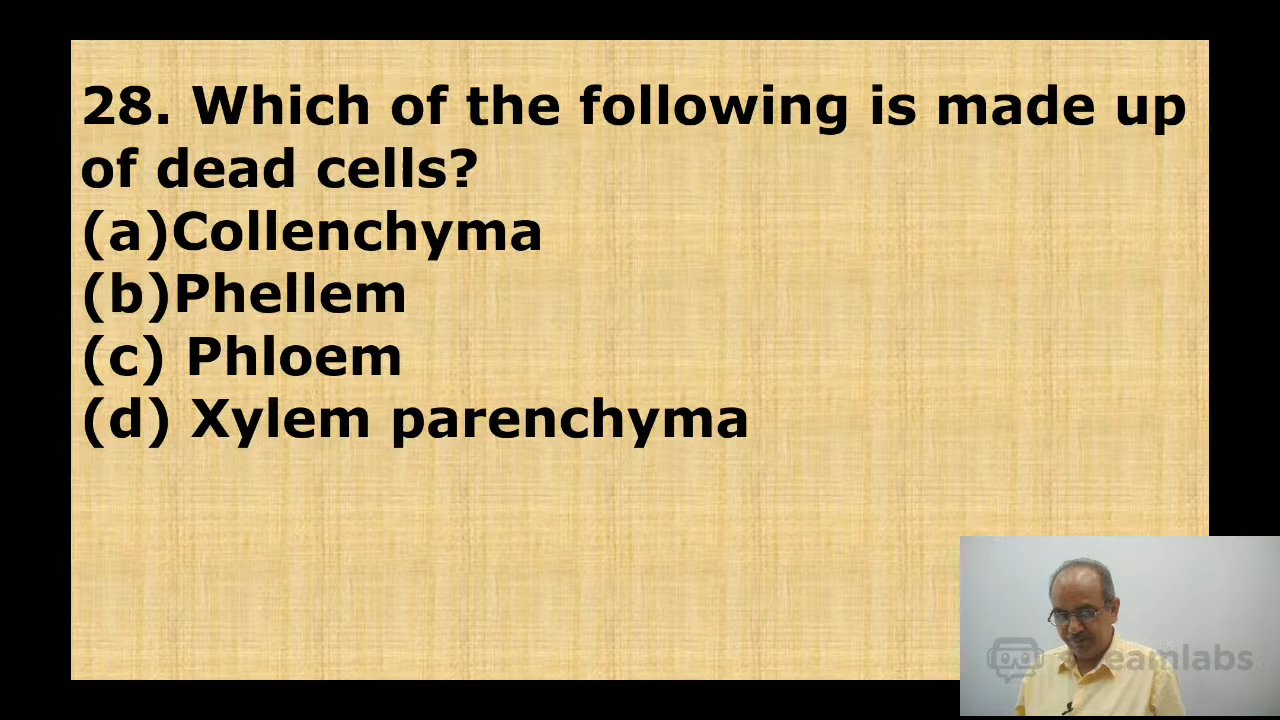 28. Which of the following is made up
of dead cells?
(a)Collenchyma
(b)Phellem
(c) Phloem
(d) Xylem parenchyma